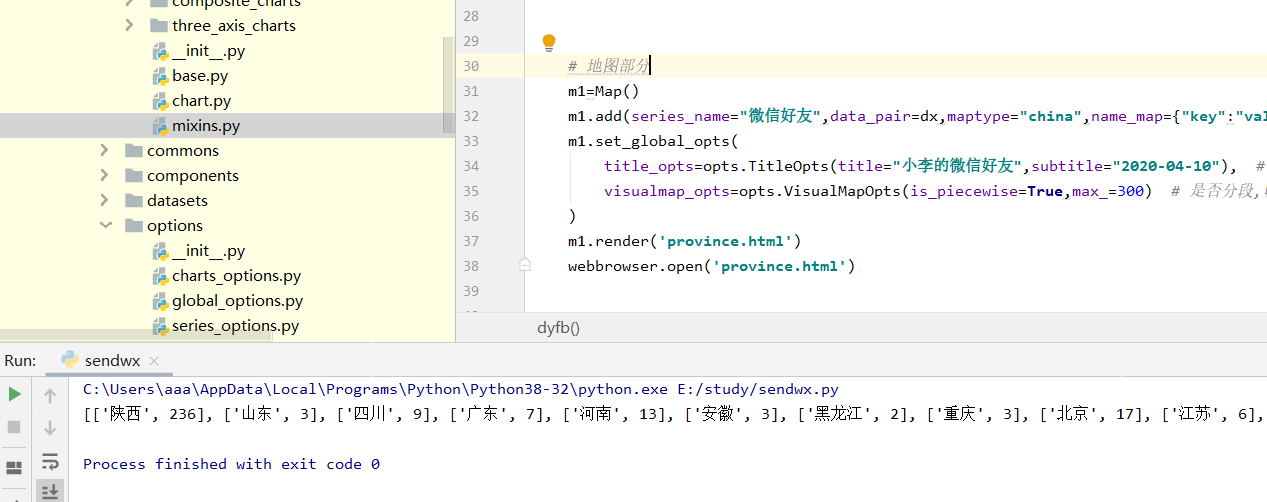 composite_charts
three_axis_charts
__init__.py
base.py
chart.py
mixins.py
commons
components
datasets
options
__init__.py
charts_options.py
global_options.py
series_options.py
28
29
30 # 地图部分
31 m1=Map()
32 m1.add(series_name="微信好友",data_pair=dx,maptype="china",name_map={"key":"val
33 m1.set_global_opts(
34 title_opts=opts.TitleOpts(title="小李的微信好友",subtitle="2020-04-10"), #
35 visualmap_opts=opts.VisualMapOpts(is_piecewise=True,max_=300) # 是否分段,
36 )
37 m1.render('province.html')
38 webbrowser.open('province.html')
39
dyfb()
Run: sendwx
C:\Users\aaa\AppData\Local\Programs\Python\Python38-32\python.exe E:/study/sendwx.py
[['陕西', 236], ['山东', 3], ['四川', 9], ['广东', 7], ['河南', 13], ['安徽', 3], ['黑龙江', 2], ['重庆', 3], ['北京', 17], ['江苏', 6],
Process finished with exit code 0